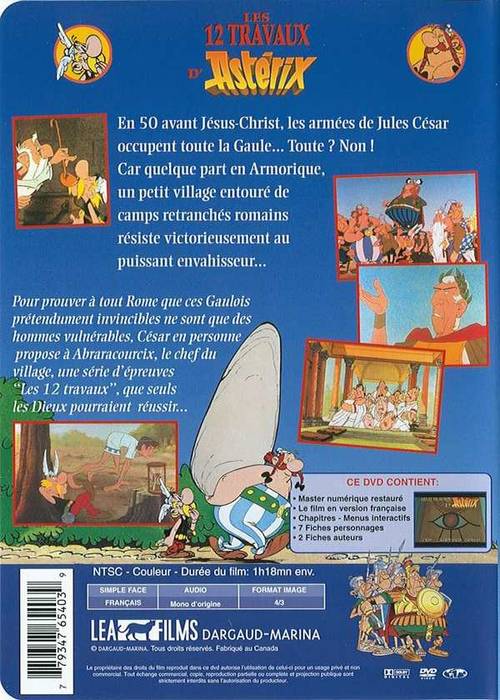 LES
12 TRAVAUX
D'Astérix
En 50 avant Jésus-Christ, les armées de Jules César
occupent toute la Gaule... Toute ? Non !
Car quelque part en Armorique,
un petit village entouré de
camps retranchés romains
résiste victorieusement au
puissant envahisseur...
Pour prouver à tout Rome que ces Gaulois
prétendument invincibles ne sont que des
hommes vulnérables, César en personne
propose à Abraracourcix, le chef du
village, une série d'épreuves
"Les 12 travaux", que seuls
les Dieux pourraient réussir...
CE DVD CONTIENT:
• Master numérique restauré
• Le film en version française
• Chapitres - Menus interactifs
• 7 Fiches personnages
• 2 Fiches auteurs
Astérix
NTSC - Couleur - Durée du film: 1h18mn env.
SIMPLE FACE AUDIO FORMAT IMAGE
FRANÇAIS Mono d'origine 4/3
LEA FILMS DARGAUD-MARINA
© DARGAUD-MARINA. Tous droits réservés. Fabriqué au Canada
Le propriétaire des droits du film reproduit dans ce dvd autorise l'utilisation de celui-ci pour un usage privé et non
commercial. Tout échange commercial, copie, reproduction partielle ou complète et projection publique sont
strictement interdits sans l'autorisation du producteur.
DOLBY DIGITAL
DVD VIDEO
7 79347 65403 9